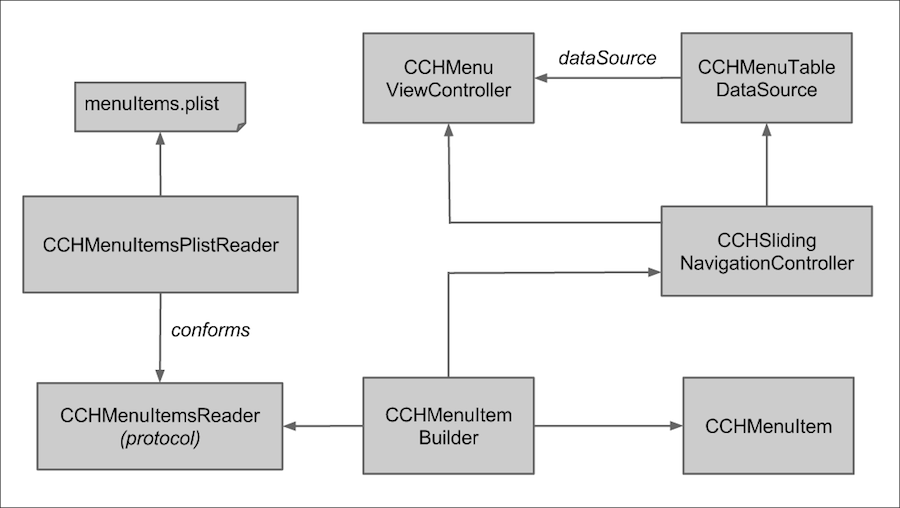 CCHMenu
ViewController
dataSource
CCHMenuTable
DataSource
menuItems.plist
CCHMenuItemsPlistReader
CCHSliding
NavigationController
conforms
CCHMenuItemsReader
(protocol)
CCHMenuItem
Builder
CCHMenuItem